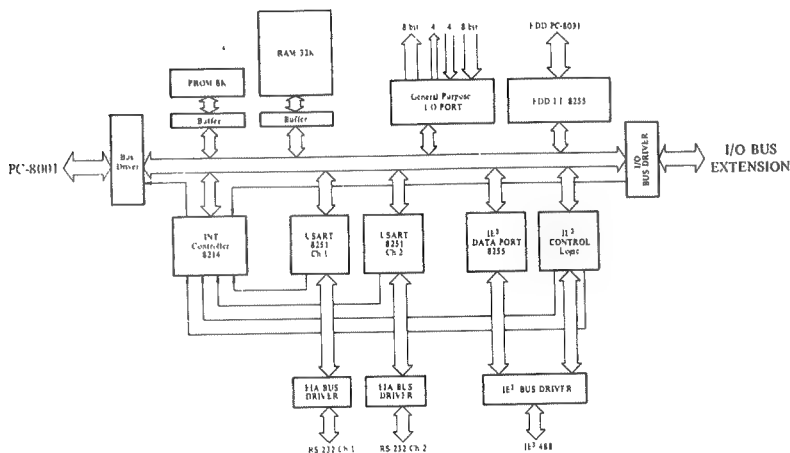 8 bit 4 4 8 bit
FDD PC-8031
RAM 32K
PROM 8K
General Purpose
I/O PORT
FDD I/F 8255
Buffer
Buffer
PC-8001
Bus
Driver
I/O
BUS DRIVER
I/O BUS
EXTENSION
INT
Controller
8214
USART
8251
Ch 1
USART
8251
Ch 2
IE³
DATA PORT
8255
IE³
CONTROL
Logic
EIA BUS
DRIVER
EIA BUS
DRIVER
IE³ BUS DRIVER
RS 232 Ch 1
RS 232 Ch 2
IE³ 488